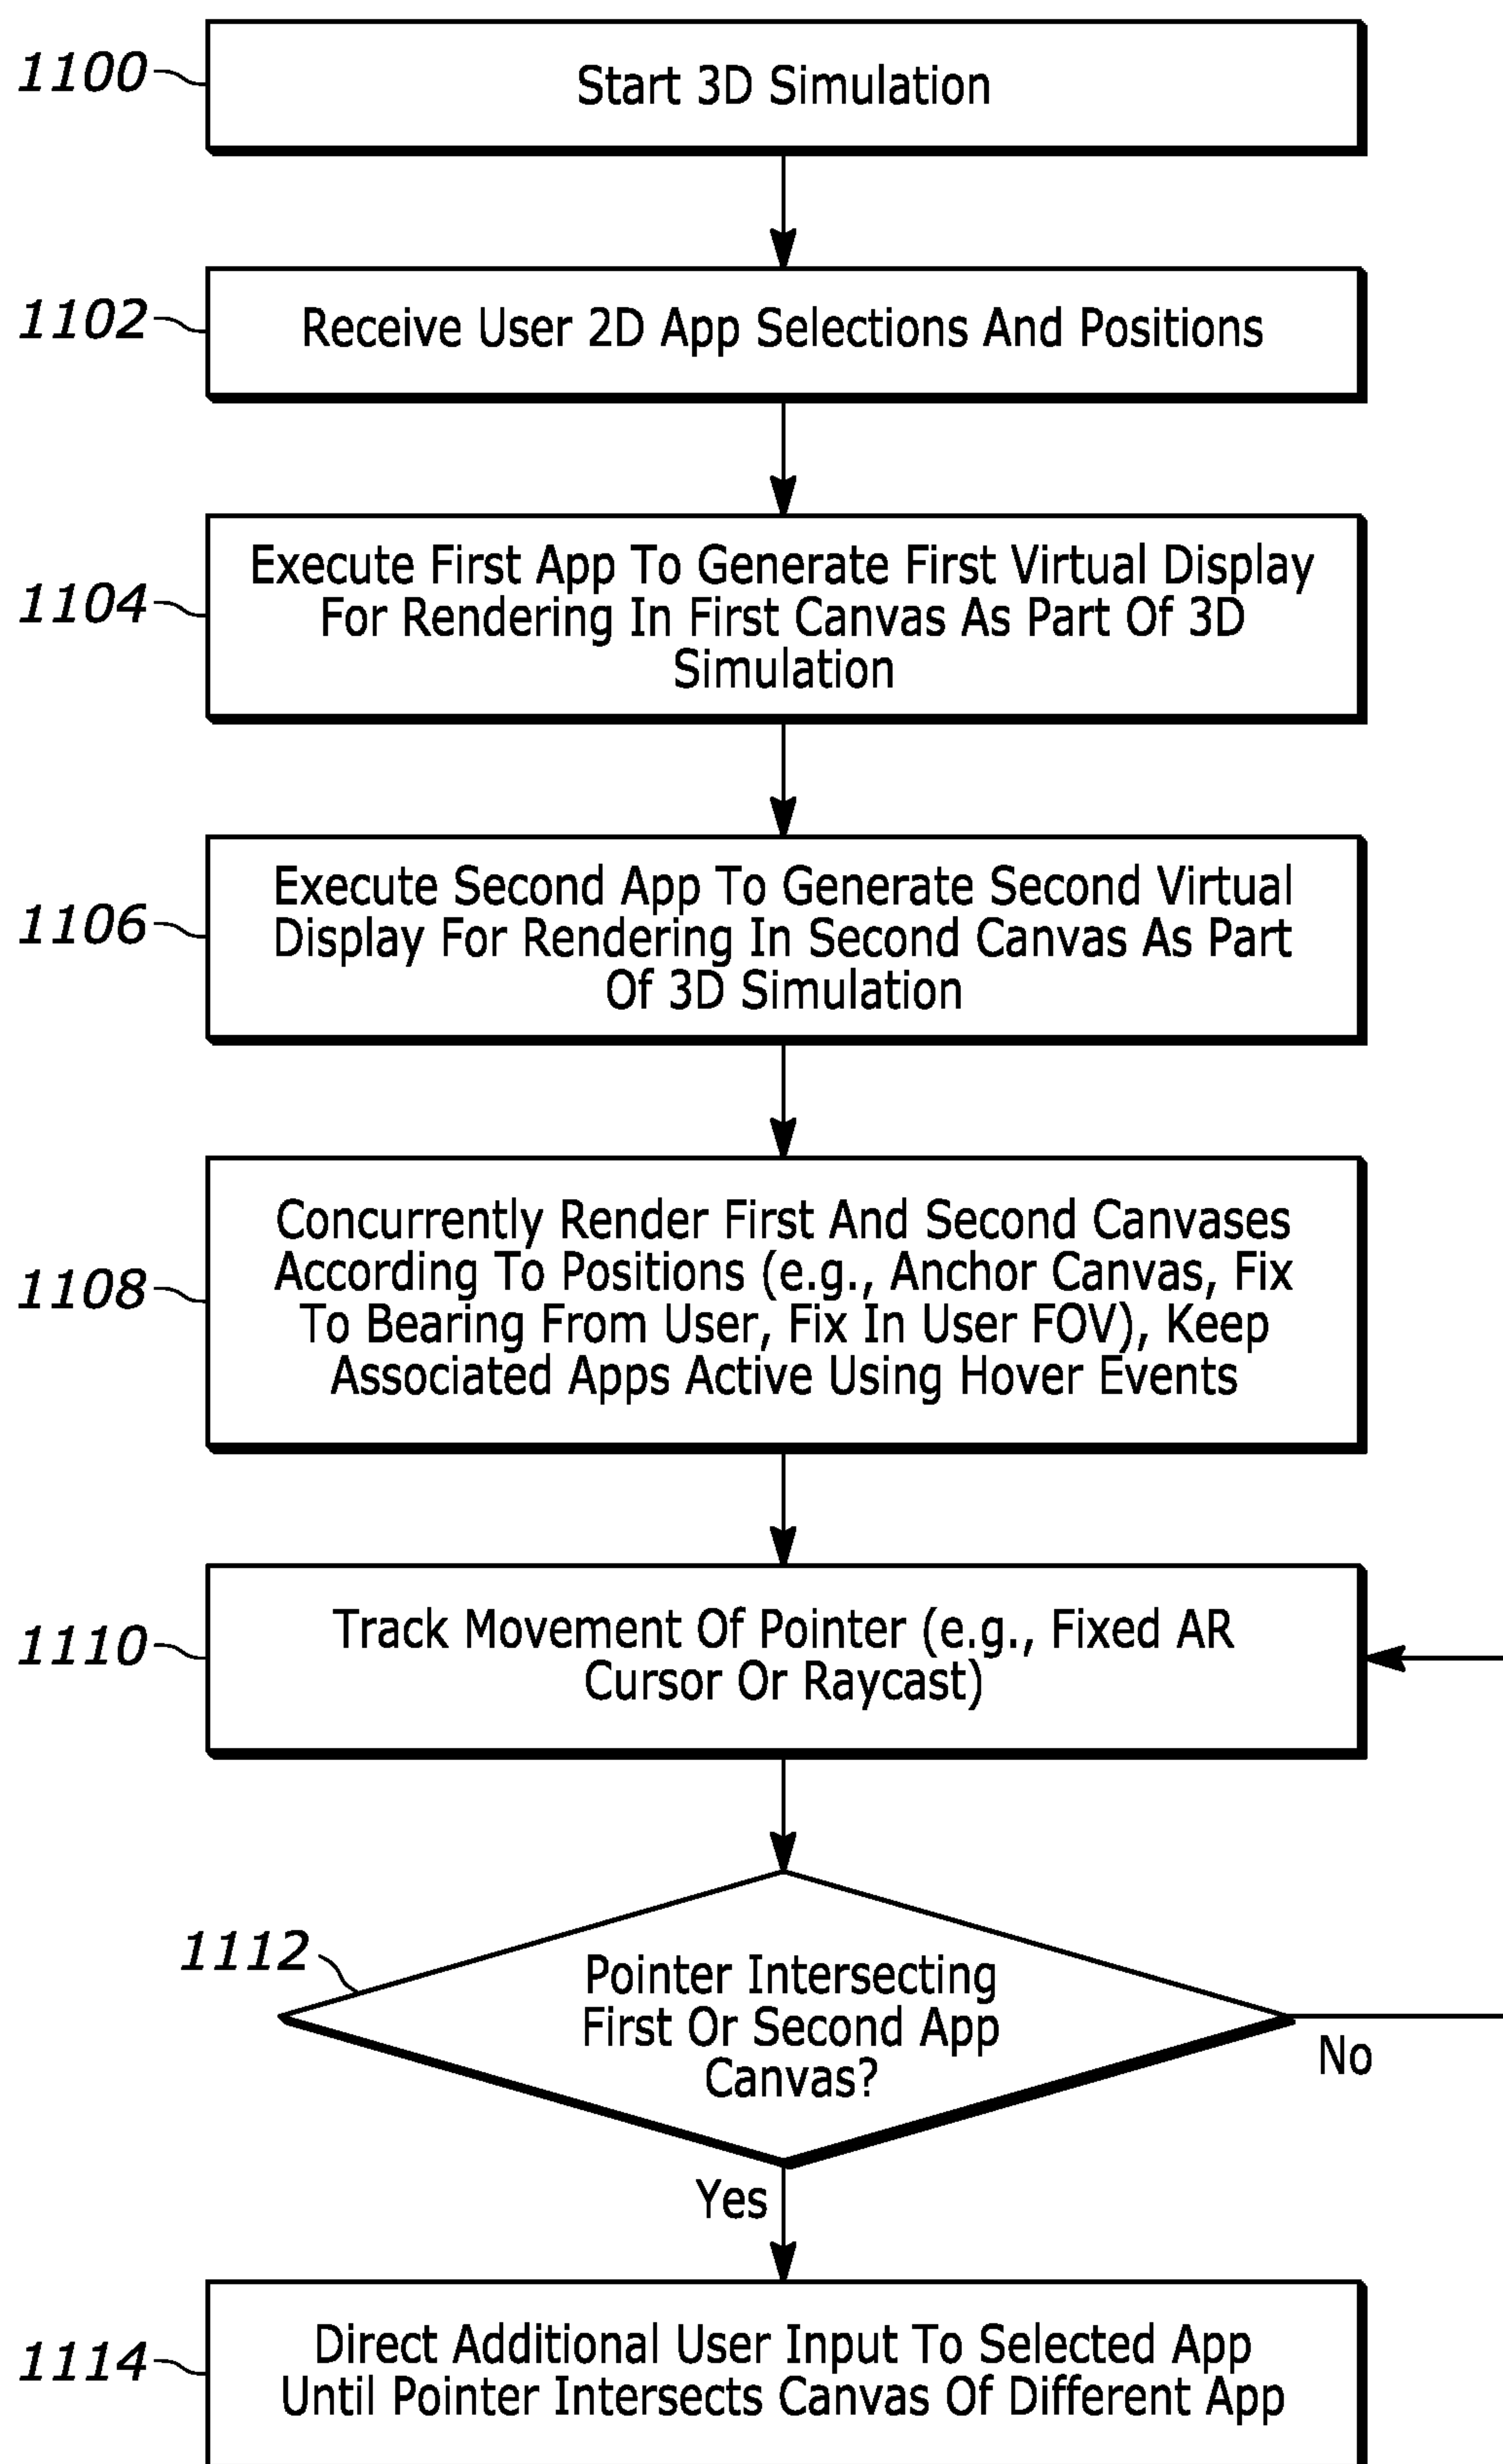 1100
Start 3D Simulation
1102
Receive User 2D App Selections And Positions
1104
Execute First App To Generate First Virtual Display
For Rendering In First Canvas As Part Of 3D
Simulation
1106
Execute Second App To Generate Second Virtual
Display For Rendering In Second Canvas As Part
Of 3D Simulation
1108
Concurrently Render First And Second Canvases
According To Positions (e.g., Anchor Canvas, Fix
To Bearing From User, Fix In User FOV), Keep
Associated Apps Active Using Hover Events
1110
Track Movement Of Pointer (e.g., Fixed AR
Cursor Or Raycast)
1112
Pointer Intersecting
First Or Second App
Canvas?
No
Yes
1114
Direct Additional User Input To Selected App
Until Pointer Intersects Canvas Of Different App